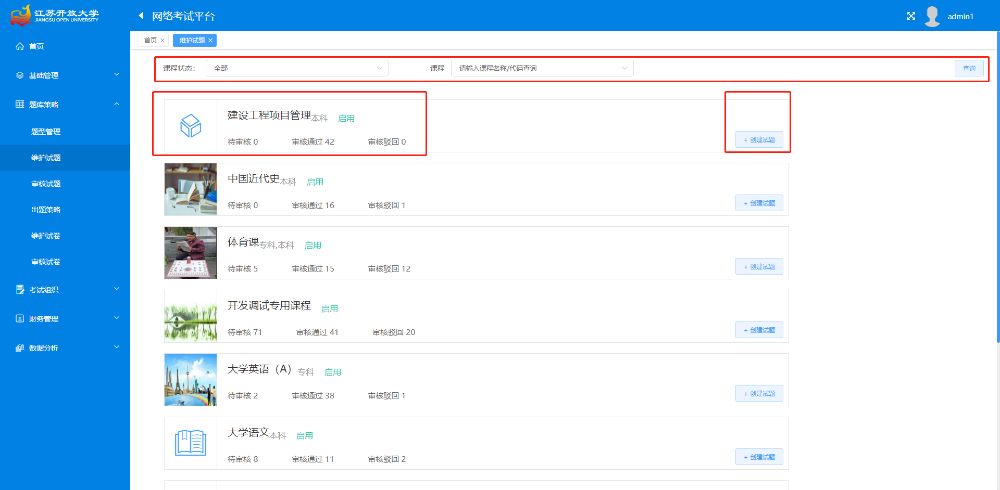 江苏开放大学
JIANGSU OPEN UNIVERSITY
网络考试平台
admin1
首页
基础管理
题库策略
题型管理
维护试题
审核试题
出题策略
维护试卷
审核试卷
考试组织
财务管理
数据分析
首页 × 维护试题 ×
课程状态： 全部 课程 请输入课程名称/代码查询 查询
建设工程项目管理本科 启用
待审核 0 审核通过 42 审核驳回 0
+ 创建试题
中国近代史本科 启用
待审核 0 审核通过 16 审核驳回 1
+ 创建试题
体育课专科,本科 启用
待审核 5 审核通过 15 审核驳回 12
+ 创建试题
开发调试专用课程 启用
待审核 71 审核通过 41 审核驳回 20
+ 创建试题
大学英语（A）专科 启用
待审核 2 审核通过 38 审核驳回 1
+ 创建试题
大学语文本科 启用
待审核 8 审核通过 11 审核驳回 2
+ 创建试题